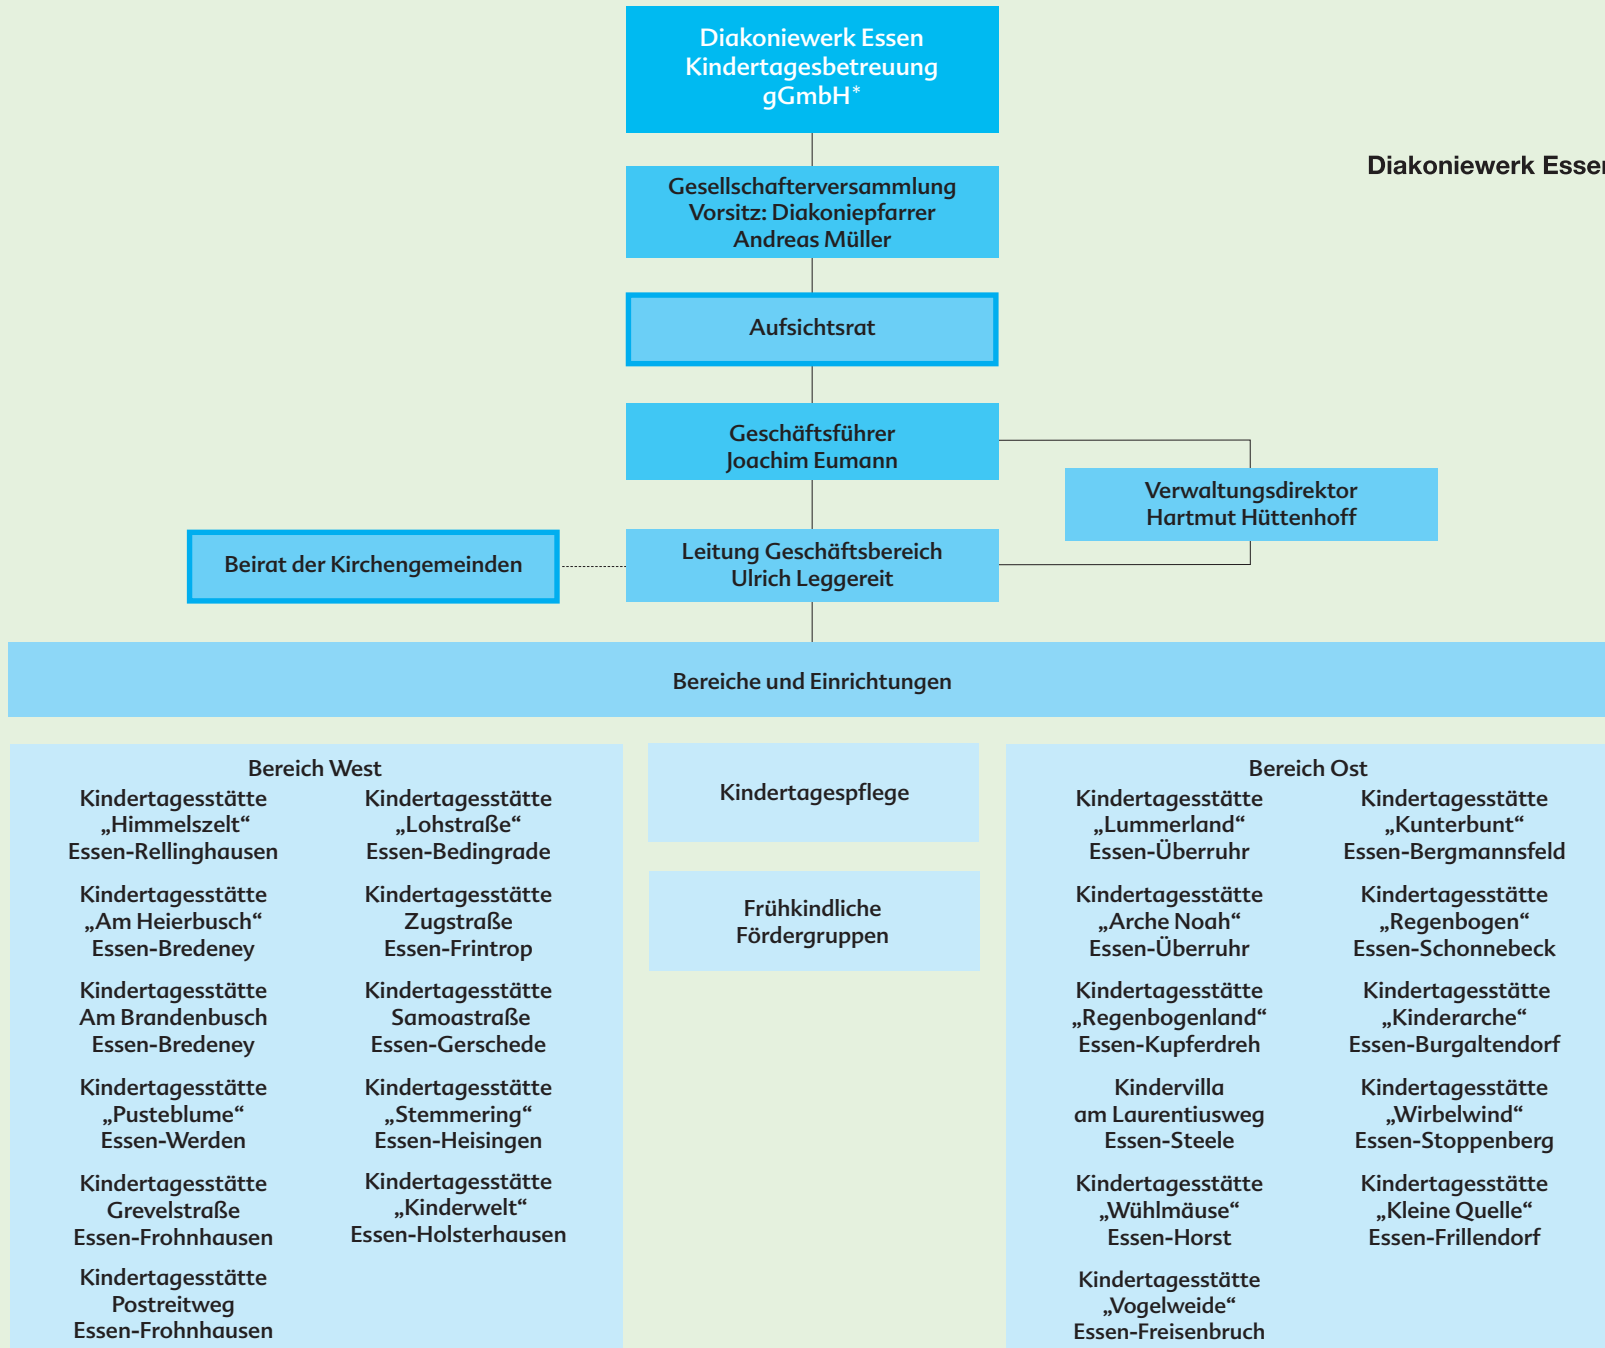 Diakoniewerk Essen
Kindertagesbetreuung
gGmbH*
Diakoniewerk Essen
Gesellschafterversammlung
Vorsitz: Diakoniepfarrer
Andreas Müller
Aufsichtsrat
Geschäftsführer
Joachim Eumann
Verwaltungsdirektor
Hartmut Hüttenhoff
Beirat der Kirchengemeinden
Leitung Geschäftsbereich
Ulrich Leggereit
Bereiche und Einrichtungen
Bereich West
Kindertagesstätte
„Himmelszelt“
Essen-Rellinghausen
Kindertagesstätte
„Am Heierbusch“
Essen-Bredeney
Kindertagesstätte
Am Brandenbusch
Essen-Bredeney
Kindertagesstätte
„Pusteblume“
Essen-Werden
Kindertagesstätte
Grevelstraße
Essen-Frohnhausen
Kindertagesstätte
Postreitweg
Essen-Frohnhausen
Kindertagesstätte
„Lohstraße“
Essen-Bedingrade
Kindertagesstätte
Zugstraße
Essen-Frintrop
Kindertagesstätte
Samoastraße
Essen-Gerschede
Kindertagesstätte
„Stemmering“
Essen-Heisingen
Kindertagesstätte
„Kinderwelt“
Essen-Holsterhausen
Kindertagespflege
Frühkindliche
Fördergruppen
Bereich Ost
Kindertagesstätte
„Lummerland“
Essen-Überruhr
Kindertagesstätte
„Arche Noah“
Essen-Überruhr
Kindertagesstätte
„Regenbogenland“
Essen-Kupferdreh
Kindervilla
am Laurentiusweg
Essen-Steele
Kindertagesstätte
„Wühlmäuse“
Essen-Horst
Kindertagesstätte
„Vogelweide“
Essen-Freisenbruch
Kindertagesstätte
„Kunterbunt“
Essen-Bergmannsfeld
Kindertagesstätte
„Regenbogen“
Essen-Schonnebeck
Kindertagesstätte
„Kinderarche“
Essen-Burgaltendorf
Kindertagesstätte
„Wirbelwind“
Essen-Stoppenberg
Kindertagesstätte
„Kleine Quelle“
Essen-Frillendorf